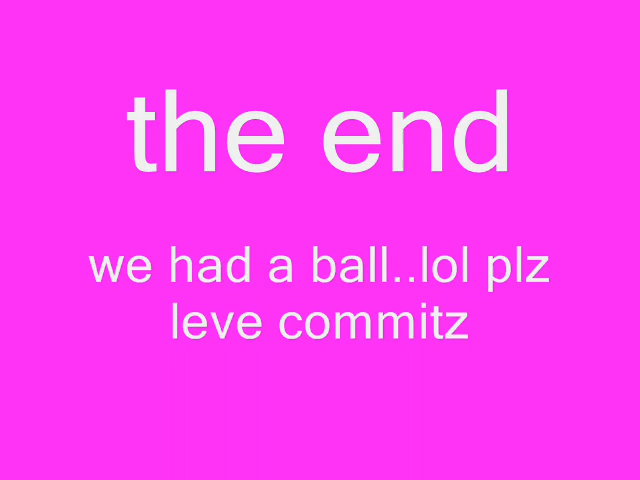 the end
we had a ball..lol plz
leve commitz